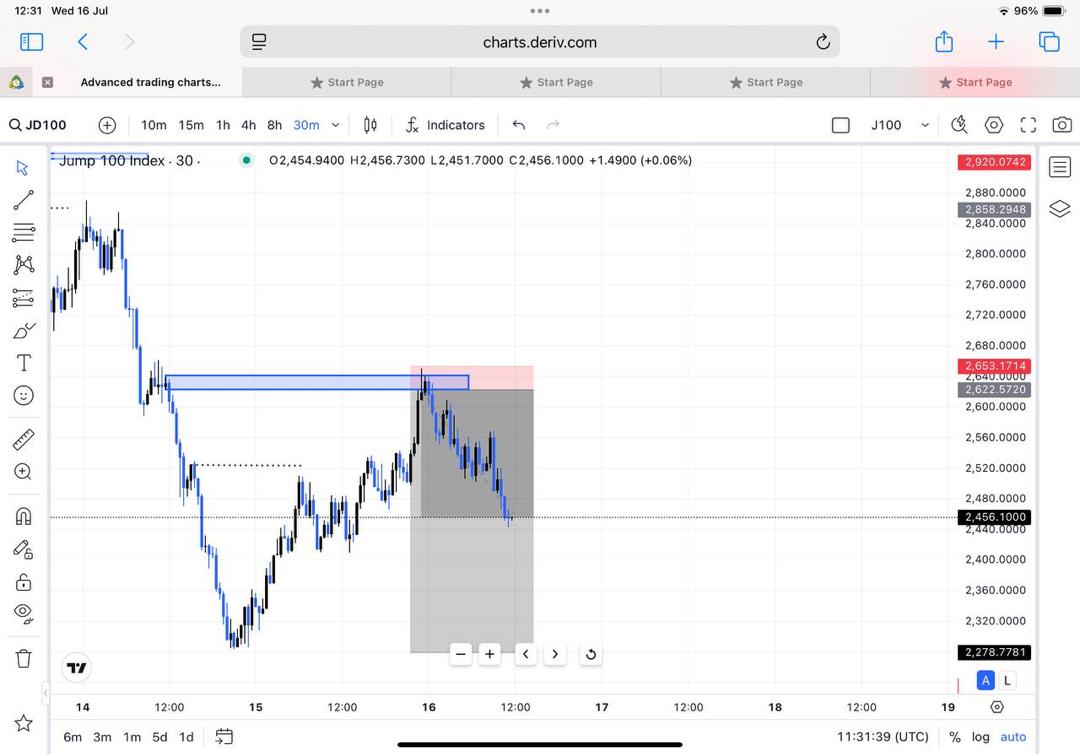 12:31 Wed 16 Jul
96%
charts.deriv.com
Advanced trading charts...
Start Page
Start Page
Start Page
Start Page
JD100
10m 15m 1h 4h 8h 30m
Indicators
J100
Jump 100 Index · 30 ·
O2,454.9400 H2,456.7300 L2,451.7000 C2,456.1000 +1.4900 (+0.06%)
2,920.0742
2,880.0000
2,858.2948
2,840.0000
2,800.0000
2,760.0000
2,720.0000
2,680.0000
2,653.1714
2,640.0000
2,622.5720
2,600.0000
2,560.0000
2,520.0000
2,480.0000
2,456.1000
2,440.0000
2,400.0000
2,360.0000
2,320.0000
2,278.7781
A L
14 12:00 15 12:00 16 12:00 17 12:00 18 12:00 19
6m 3m 1m 5d 1d
11:31:39 (UTC) % log auto